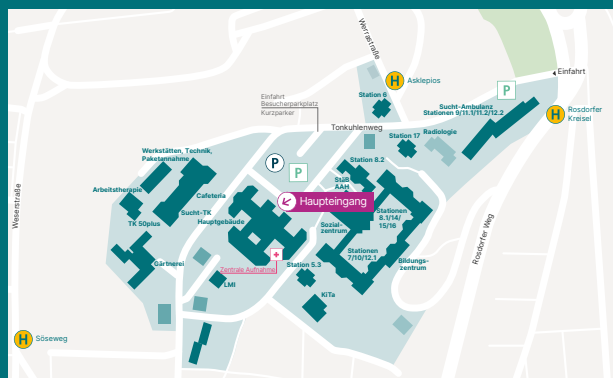 Werrastraße
H Asklepios
Einfahrt
P
Station 6
Einfahrt
Besucherparkplatz
Kurzparker
Sucht-Ambulanz
Stationen 9/11.1/11.2/12.2
H Rosdorfer
Kreisel
Tonkuhlenweg
Station 17
Radiologie
Werkstätten, Technik,
Paketannahme
P
P
Station 8.2
StäB
AAH
Arbeitstherapie
Cafeteria
Haupteingang
Weserstraße
Sucht-TK
TK 50plus
Hauptgebäude
Sozial-
zentrum
Stationen
8.1/14/
15/16
Rosdorfer Weg
Stationen
7/10/12.1
Bildungs-
zentrum
Gärtnerei
Zentrale Aufnahme
Station 5.3
LMI
KiTa
H Söseweg